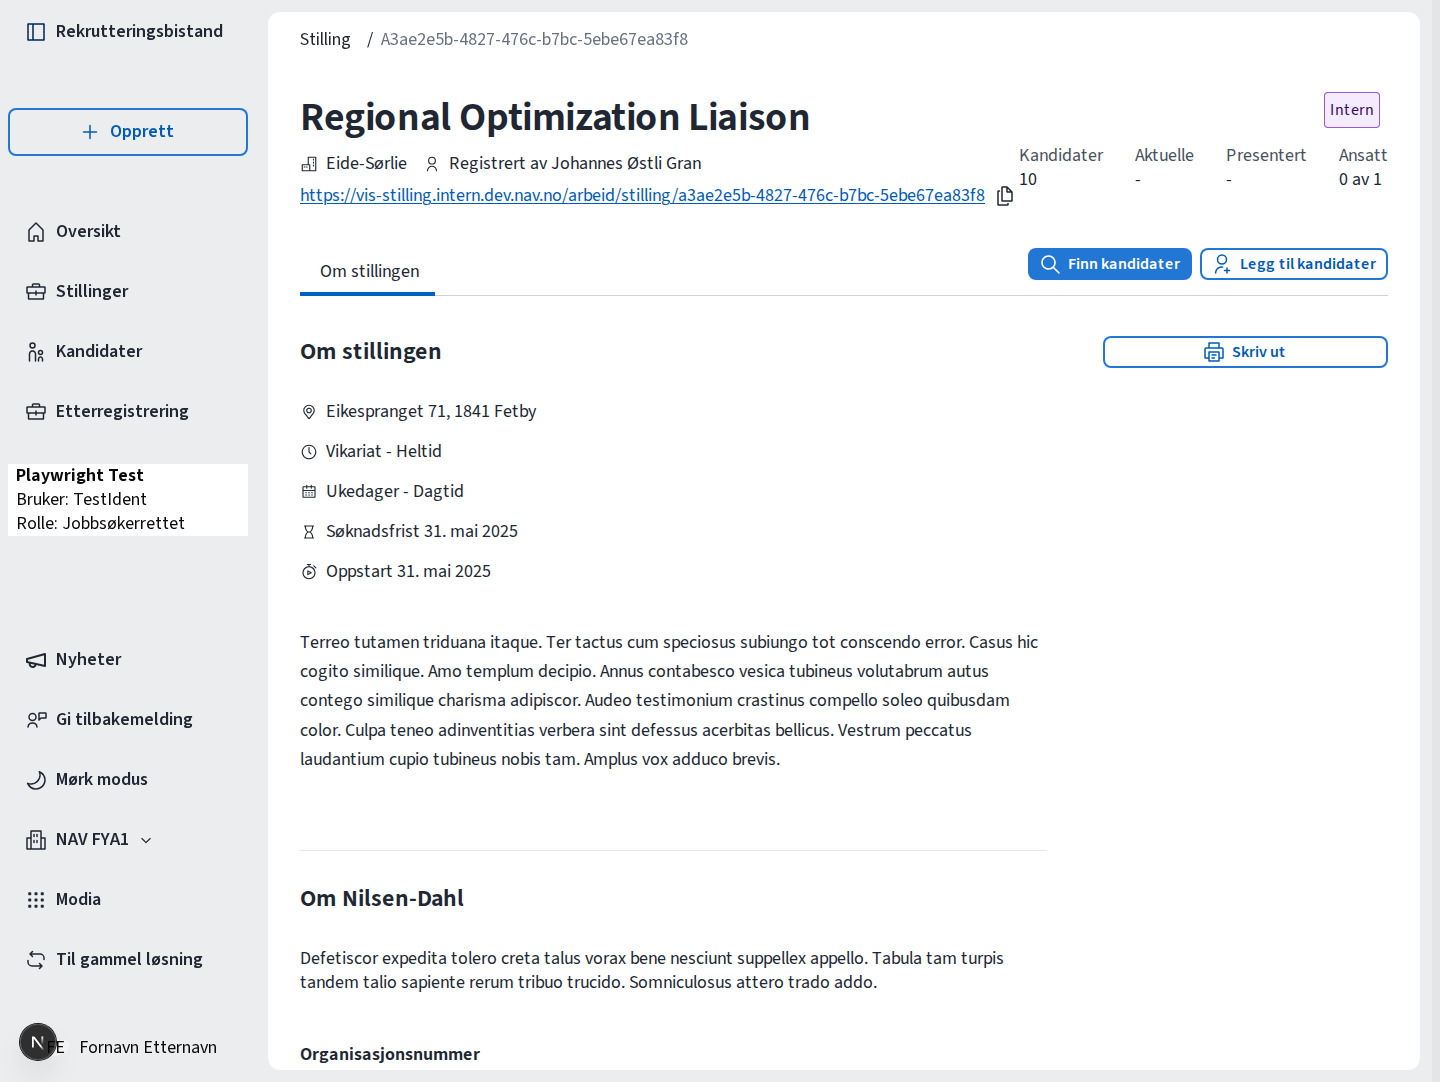 Rekrutteringsbistand
Opprett
Oversikt
Stillinger
Kandidater
Etterregistrering
Playwright Test
Bruker: TestIdent
Rolle: Jobbsøkerrettet
Nyheter
Gi tilbakemelding
Mørk modus
NAV FYA1
Modia
Til gammel løsning
N
FE Fornavn Etternavn
Stilling / A3ae2e5b-4827-476c-b7bc-5ebe67ea83f8
Regional Optimization Liaison
Intern
Eide-Sørlie Registrert av Johannes Østli Gran
https://vis-stilling.intern.dev.nav.no/arbeid/stilling/a3ae2e5b-4827-476c-b7bc-5ebe67ea83f8
Kandidater Aktuelle Presentert Ansatt
10 - - 0 av 1
Om stillingen
Finn kandidater
Legg til kandidater
Om stillingen
Skriv ut
Eikespranget 71, 1841 Fetby
Vikariat - Heltid
Ukedager - Dagtid
Søknadsfrist 31. mai 2025
Oppstart 31. mai 2025
Terreo tutamen triduana itaque. Ter tactus cum speciosus subiungo tot conscendo error. Casus hic
cogito similique. Amo templum decipio. Annus contabesco vesica tubineus volutabrum autus
contego similique charisma adipiscor. Audeo testimonium crastinus compello soleo quibusdam
color. Culpa teneo adinventitias verbera sint defessus acerbitas bellicus. Vestrum peccatus
laudantium cupio tubineus nobis tam. Amplus vox adduco brevis.
Om Nilsen-Dahl
Defetiscor expedita tolero creta talus vorax bene nesciunt suppellex appello. Tabula tam turpis
tandem talio sapiente rerum tribuo trucido. Somniculosus attero trado addo.
Organisasjonsnummer